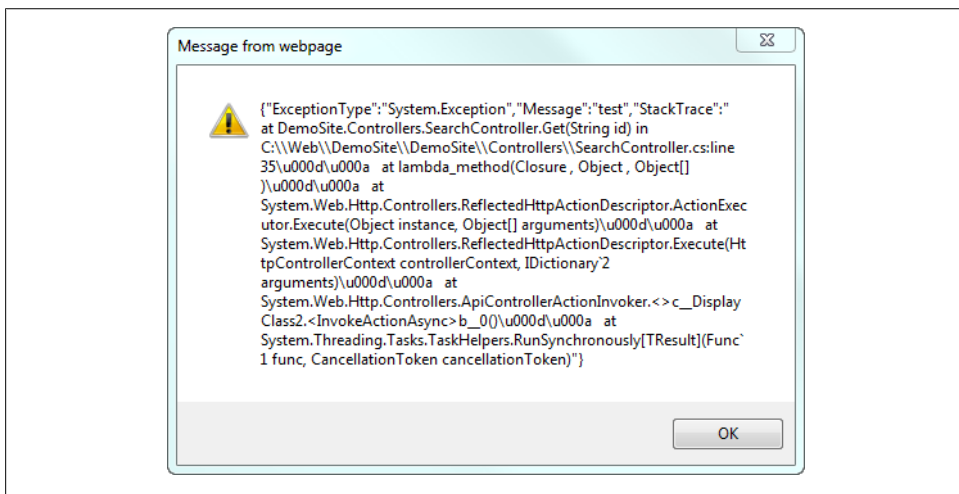 Message from webpage
{"ExceptionType":"System.Exception","Message":"test","StackTrace":"
at DemoSite.Controllers.SearchController.Get(String id) in
C:\\Web\\DemoSite\\DemoSite\\Controllers\\SearchController.cs:line
35\u000d\u000a   at lambda_method(Closure , Object , Object[]
)\u000d\u000a   at
System.Web.Http.Controllers.ReflectedHttpActionDescriptor.ActionExec
utor.Execute(Object instance, Object[] arguments)\u000d\u000a   at
System.Web.Http.Controllers.ReflectedHttpActionDescriptor.Execute(Ht
tpControllerContext controllerContext, IDictionary`2
arguments)\u000d\u000a   at
System.Web.Http.Controllers.ApiControllerActionInvoker.<>c__Display
Class2.<InvokeActionAsync>b__0()\u000d\u000a   at
System.Threading.Tasks.TaskHelpers.RunSynchronously[TResult](Func`
1 func, CancellationToken cancellationToken)"}
OK